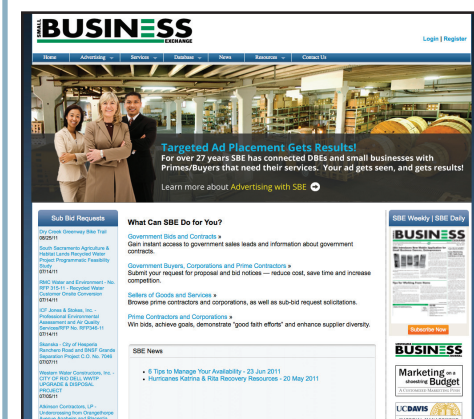 SMALL BUSINESS EXCHANGE
Login | Register
Home Advertising Services Database News Resources Contact Us
Targeted Ad Placement Gets Results!
For over 27 years SBE has connected DBEs and small businesses with
Primes/Buyers that need their services. Your ad gets seen, and gets results!
Learn more about Advertising with SBE
Sub Bid Requests
Dry Creek Greenway Bike Trail
08/25/11
South Sacramento Agriculture &
Habitat Lands Recycled Water
Project Programmatic Feasibility
Study
07/14/11
RMC Water and Environment - No.
RFP 315-11 - Recycled Water
Customer Onsite Conversion
07/14/11
ICF Jones & Stokes, Inc. -
Professional Environmental
Assessment and Air Quality
Services/RFP No. RFP346-11
07/14/11
Skanska - City of Hesperia
Ranchero Road and BNSF Grande
Separation Project C.O. No. 7046
07/07/11
Western Water Constructors, Inc. -
CITY OF RIO DELL WWTP
UPGRADE & DISPOSAL
PROJECT
07/05/11
Atkinson Contractors, LP -
Undercrossing from Orangethorpe
What Can SBE Do for You?
Government Bids and Contracts »
Gain instant access to government sales leads and information about government
contracts.
Government Buyers, Corporations and Prime Contractors »
Submit your request for proposal and bid notices — reduce cost, save time and increase
competition.
Sellers of Goods and Services »
Browse prime contractors and corporations, as well as sub-bid request solicitations.
Prime Contractors and Corporations »
Win bids, achieve goals, demonstrate "good faith efforts" and enhance supplier diversity.
SBE News
6 Tips to Manage Your Availability - 23 Jun 2011
Hurricanes Katrina & Rita Recovery Resources - 20 May 2011
SBE Weekly | SBE Daily
BUSINESS
Subscribe Now
BUSINESS
Marketing on a
shoestring Budget
UCDAVIS